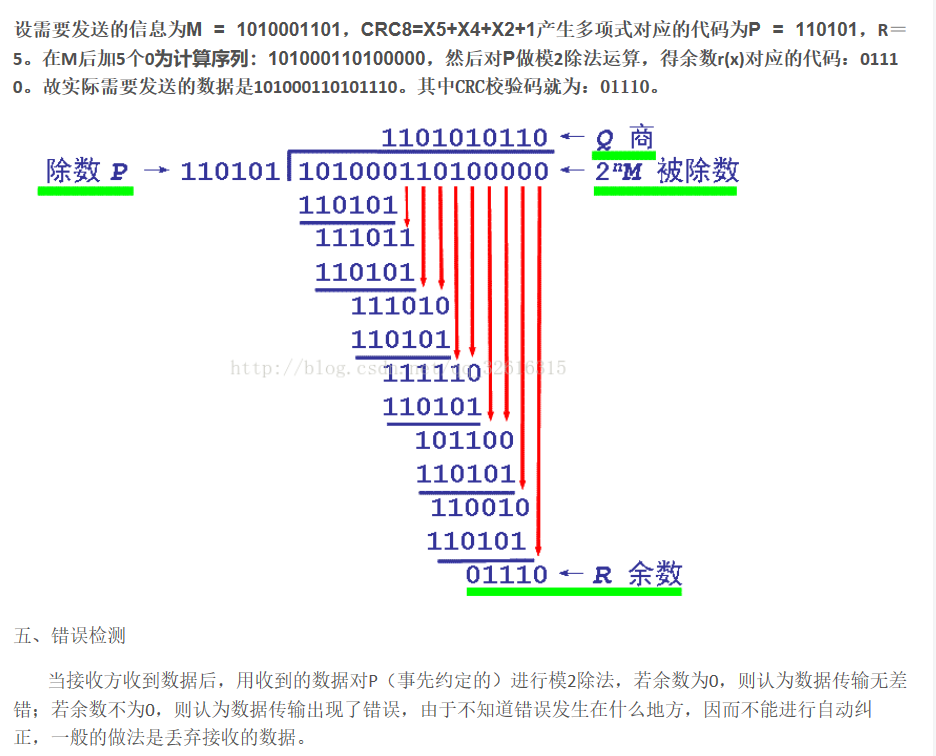 设需要发送的信息为M = 1010001101，CRC8=X5+X4+X2+1产生多项式对应的代码为P = 110101，R=
5。在M后加5个0为计算序列：101000110100000，然后对P做模2除法运算，得余数r(x)对应的代码：0111
0。故实际需要发送的数据是101000110101110。其中CRC校验码就为：01110。
1101010110 ← Q 商
除数 P → 110101 101000110100000 ← 2ⁿM 被除数
110101
111011
110101
111010
110101
111110
110101
101100
110101
110010
110101
01110 ← R 余数
五、错误检测
当接收方收到数据后，用收到的数据对P（事先约定的）进行模2除法，若余数为0，则认为数据传输无差
错；若余数不为0，则认为数据传输出现了错误，由于不知道错误发生在什么地方，因而不能进行自动纠
正，一般的做法是丢弃接收的数据。